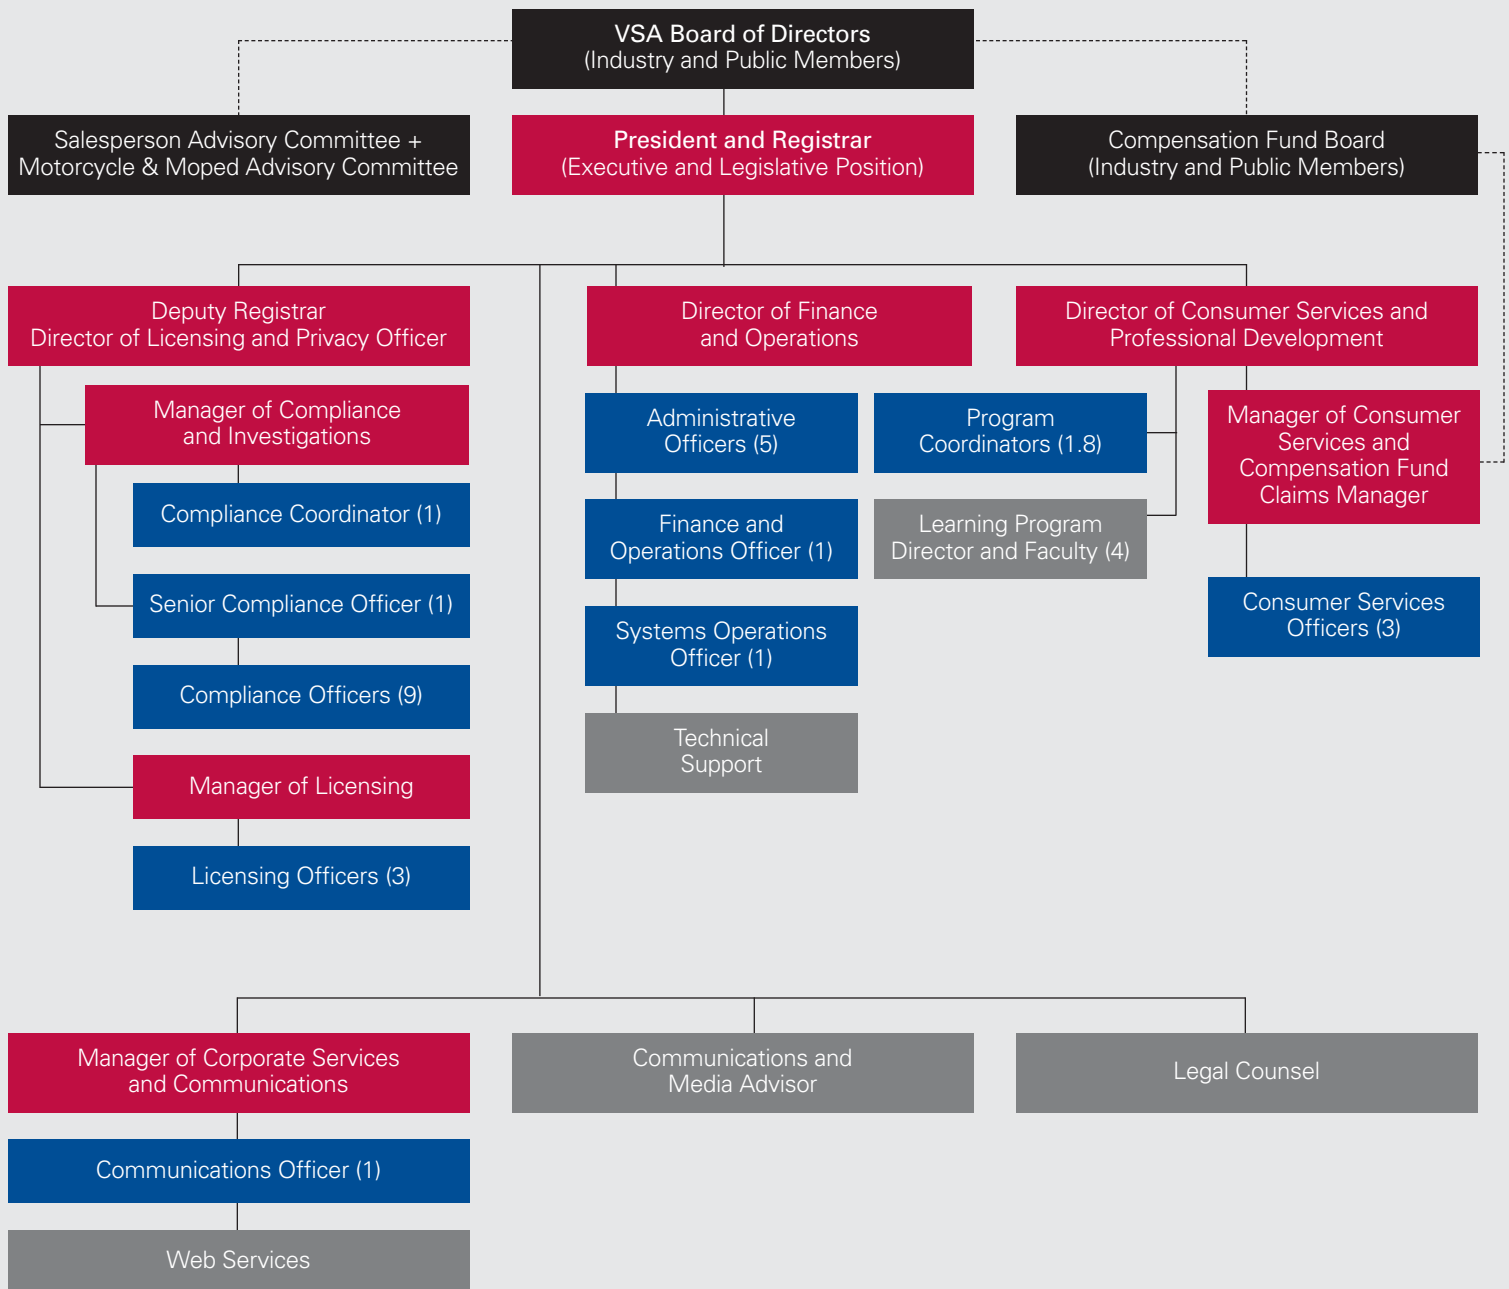 VSA Board of Directors
(Industry and Public Members)
Salesperson Advisory Committee +
Motorcycle & Moped Advisory Committee
President and Registrar
(Executive and Legislative Position)
Compensation Fund Board
(Industry and Public Members)
Deputy Registrar
Director of Licensing and Privacy Officer
Manager of Compliance
and Investigations
Compliance Coordinator (1)
Senior Compliance Officer (1)
Compliance Officers (9)
Manager of Licensing
Licensing Officers (3)
Director of Finance
and Operations
Administrative
Officers (5)
Finance and
Operations Officer (1)
Systems Operations
Officer (1)
Technical
Support
Director of Consumer Services and
Professional Development
Program
Coordinators (1.8)
Learning Program
Director and Faculty (4)
Manager of Consumer
Services and
Compensation Fund
Claims Manager
Consumer Services
Officers (3)
Manager of Corporate Services
and Communications
Communications Officer (1)
Web Services
Communications and
Media Advisor
Legal Counsel